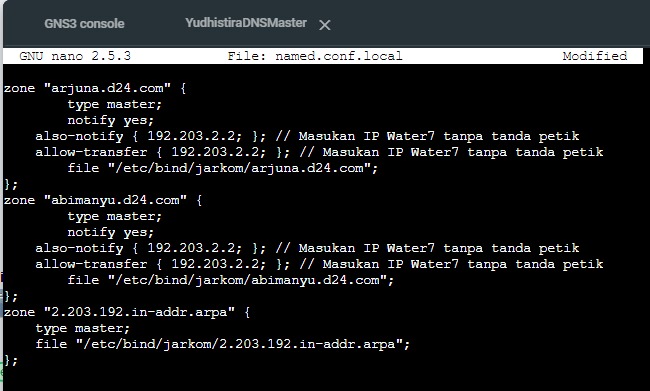 GNS3 console YudhistiraDNSMaster
GNU nano 2.5.3 File: named.conf.local Modified
zone "arjuna.d24.com" {
type master;
notify yes;
also-notify { 192.203.2.2; }; // Masukan IP Water7 tanpa tanda petik
allow-transfer { 192.203.2.2; }; // Masukan IP Water7 tanpa tanda petik
file "/etc/bind/jarkom/arjuna.d24.com";
};
zone "abimanyu.d24.com" {
type master;
notify yes;
also-notify { 192.203.2.2; }; // Masukan IP Water7 tanpa tanda petik
allow-transfer { 192.203.2.2; }; // Masukan IP Water7 tanpa tanda petik
file "/etc/bind/jarkom/abimanyu.d24.com";
};
zone "2.203.192.in-addr.arpa" {
type master;
file "/etc/bind/jarkom/2.203.192.in-addr.arpa";
};